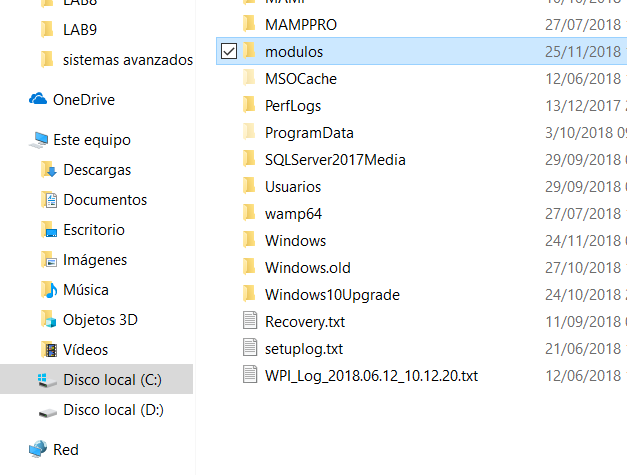 LAB8
LAB9
sistemas avanzados
OneDrive
Este equipo
Descargas
Documentos
Escritorio
Imágenes
Música
Objetos 3D
Vídeos
Disco local (C:)
Disco local (D:)
Red
MAMP
MAMPPRO 27/07/2018
modulos 25/11/2018
MSOCache 12/06/2018
PerfLogs 13/12/2017
ProgramData 3/10/2018
SQLServer2017Media 29/09/2018
Usuarios 29/09/2018
wamp64 27/07/2018
Windows 24/11/2018
Windows.old 27/10/2018
Windows10Upgrade 24/10/2018
Recovery.txt 11/09/2018
setuplog.txt 21/06/2018
WPI_Log_2018.06.12_10.12.20.txt 12/06/2018